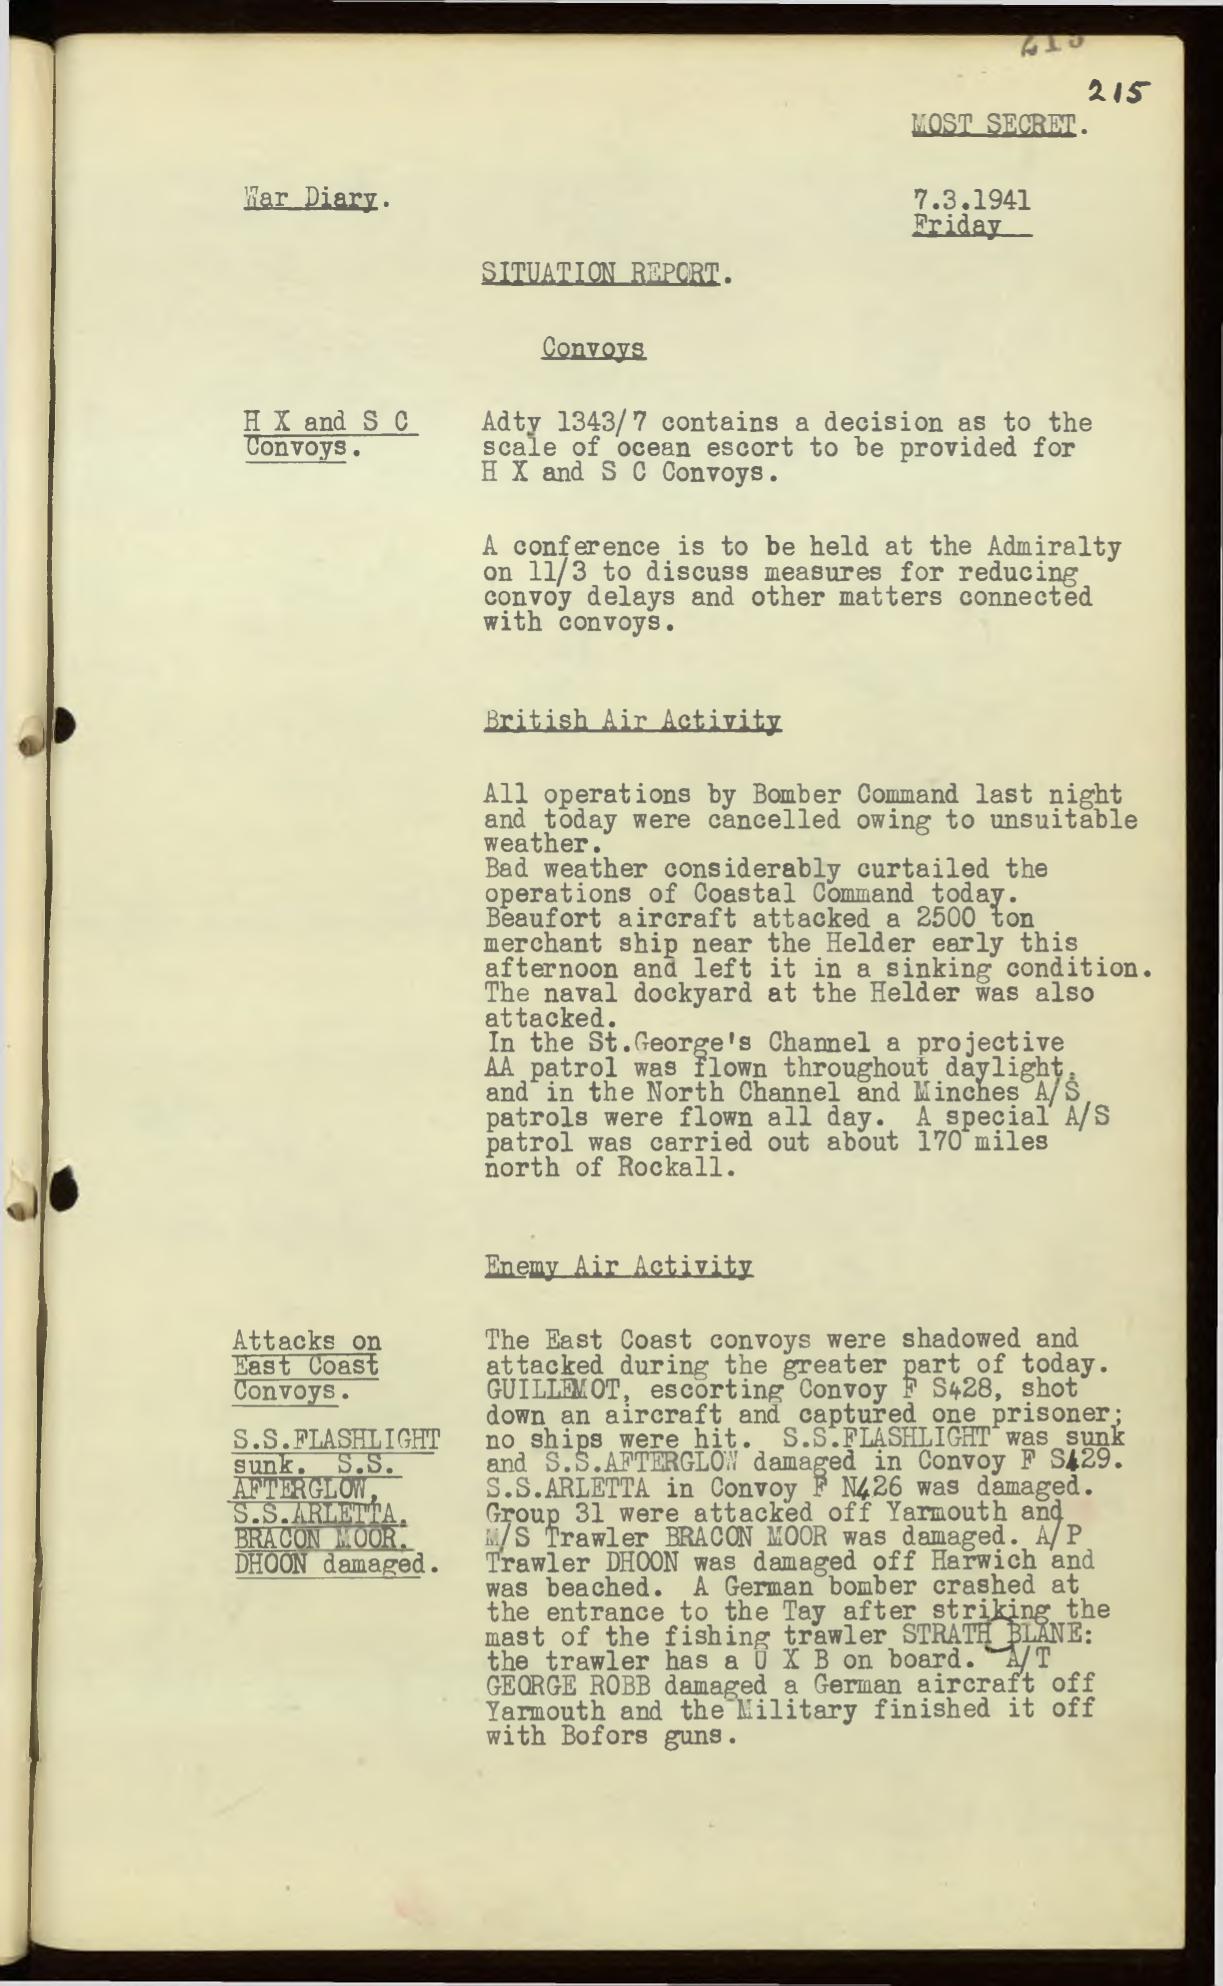 215
MOST SECRET.
War Diary.
7.3.1941
Friday
SITUATION REPORT.
Convoys
H X and S C
Convoys.
Adty 1343/7 contains a decision as to the
scale of ocean escort to be provided for
H X and S C Convoys.
A conference is to be held at the Admiralty
on 11/3 to discuss measures for reducing
convoy delays and other matters connected
with convoys.
British Air Activity
All operations by Bomber Command last night
and today were cancelled owing to unsuitable
weather.
Bad weather considerably curtailed the
operations of Coastal Command today.
Beaufort aircraft attacked a 2500 ton
merchant ship near the Helder early this
afternoon and left it in a sinking condition.
The naval dockyard at the Helder was also
attacked.
In the St.George's Channel a projective
AA patrol was flown throughout daylight,
and in the North Channel and Minches A/S
patrols were flown all day. A special A/S
patrol was carried out about 170 miles
north of Rockall.
Enemy Air Activity
Attacks on
East Coast
Convoys.
S.S.FLASHLIGHT
sunk. S.S.
AFTERGLOW,
S.S.ARLETTA.
BRACON MOOR.
DHOON damaged.
The East Coast convoys were shadowed and
attacked during the greater part of today.
GUILLEMOT, escorting Convoy F S428, shot
down an aircraft and captured one prisoner;
no ships were hit. S.S.FLASHLIGHT was sunk
and S.S.AFTERGLOW damaged in Convoy F S429.
S.S.ARLETTA in Convoy F N426 was damaged.
Group 31 were attacked off Yarmouth and
M/S Trawler BRACON MOOR was damaged. A/P
Trawler DHOON was damaged off Harwich and
was beached. A German bomber crashed at
the entrance to the Tay after striking the
mast of the fishing trawler STRATH BLANE:
the trawler has a U X B on board. A/T
GEORGE ROBB damaged a German aircraft off
Yarmouth and the Military finished it off
with Bofors guns.